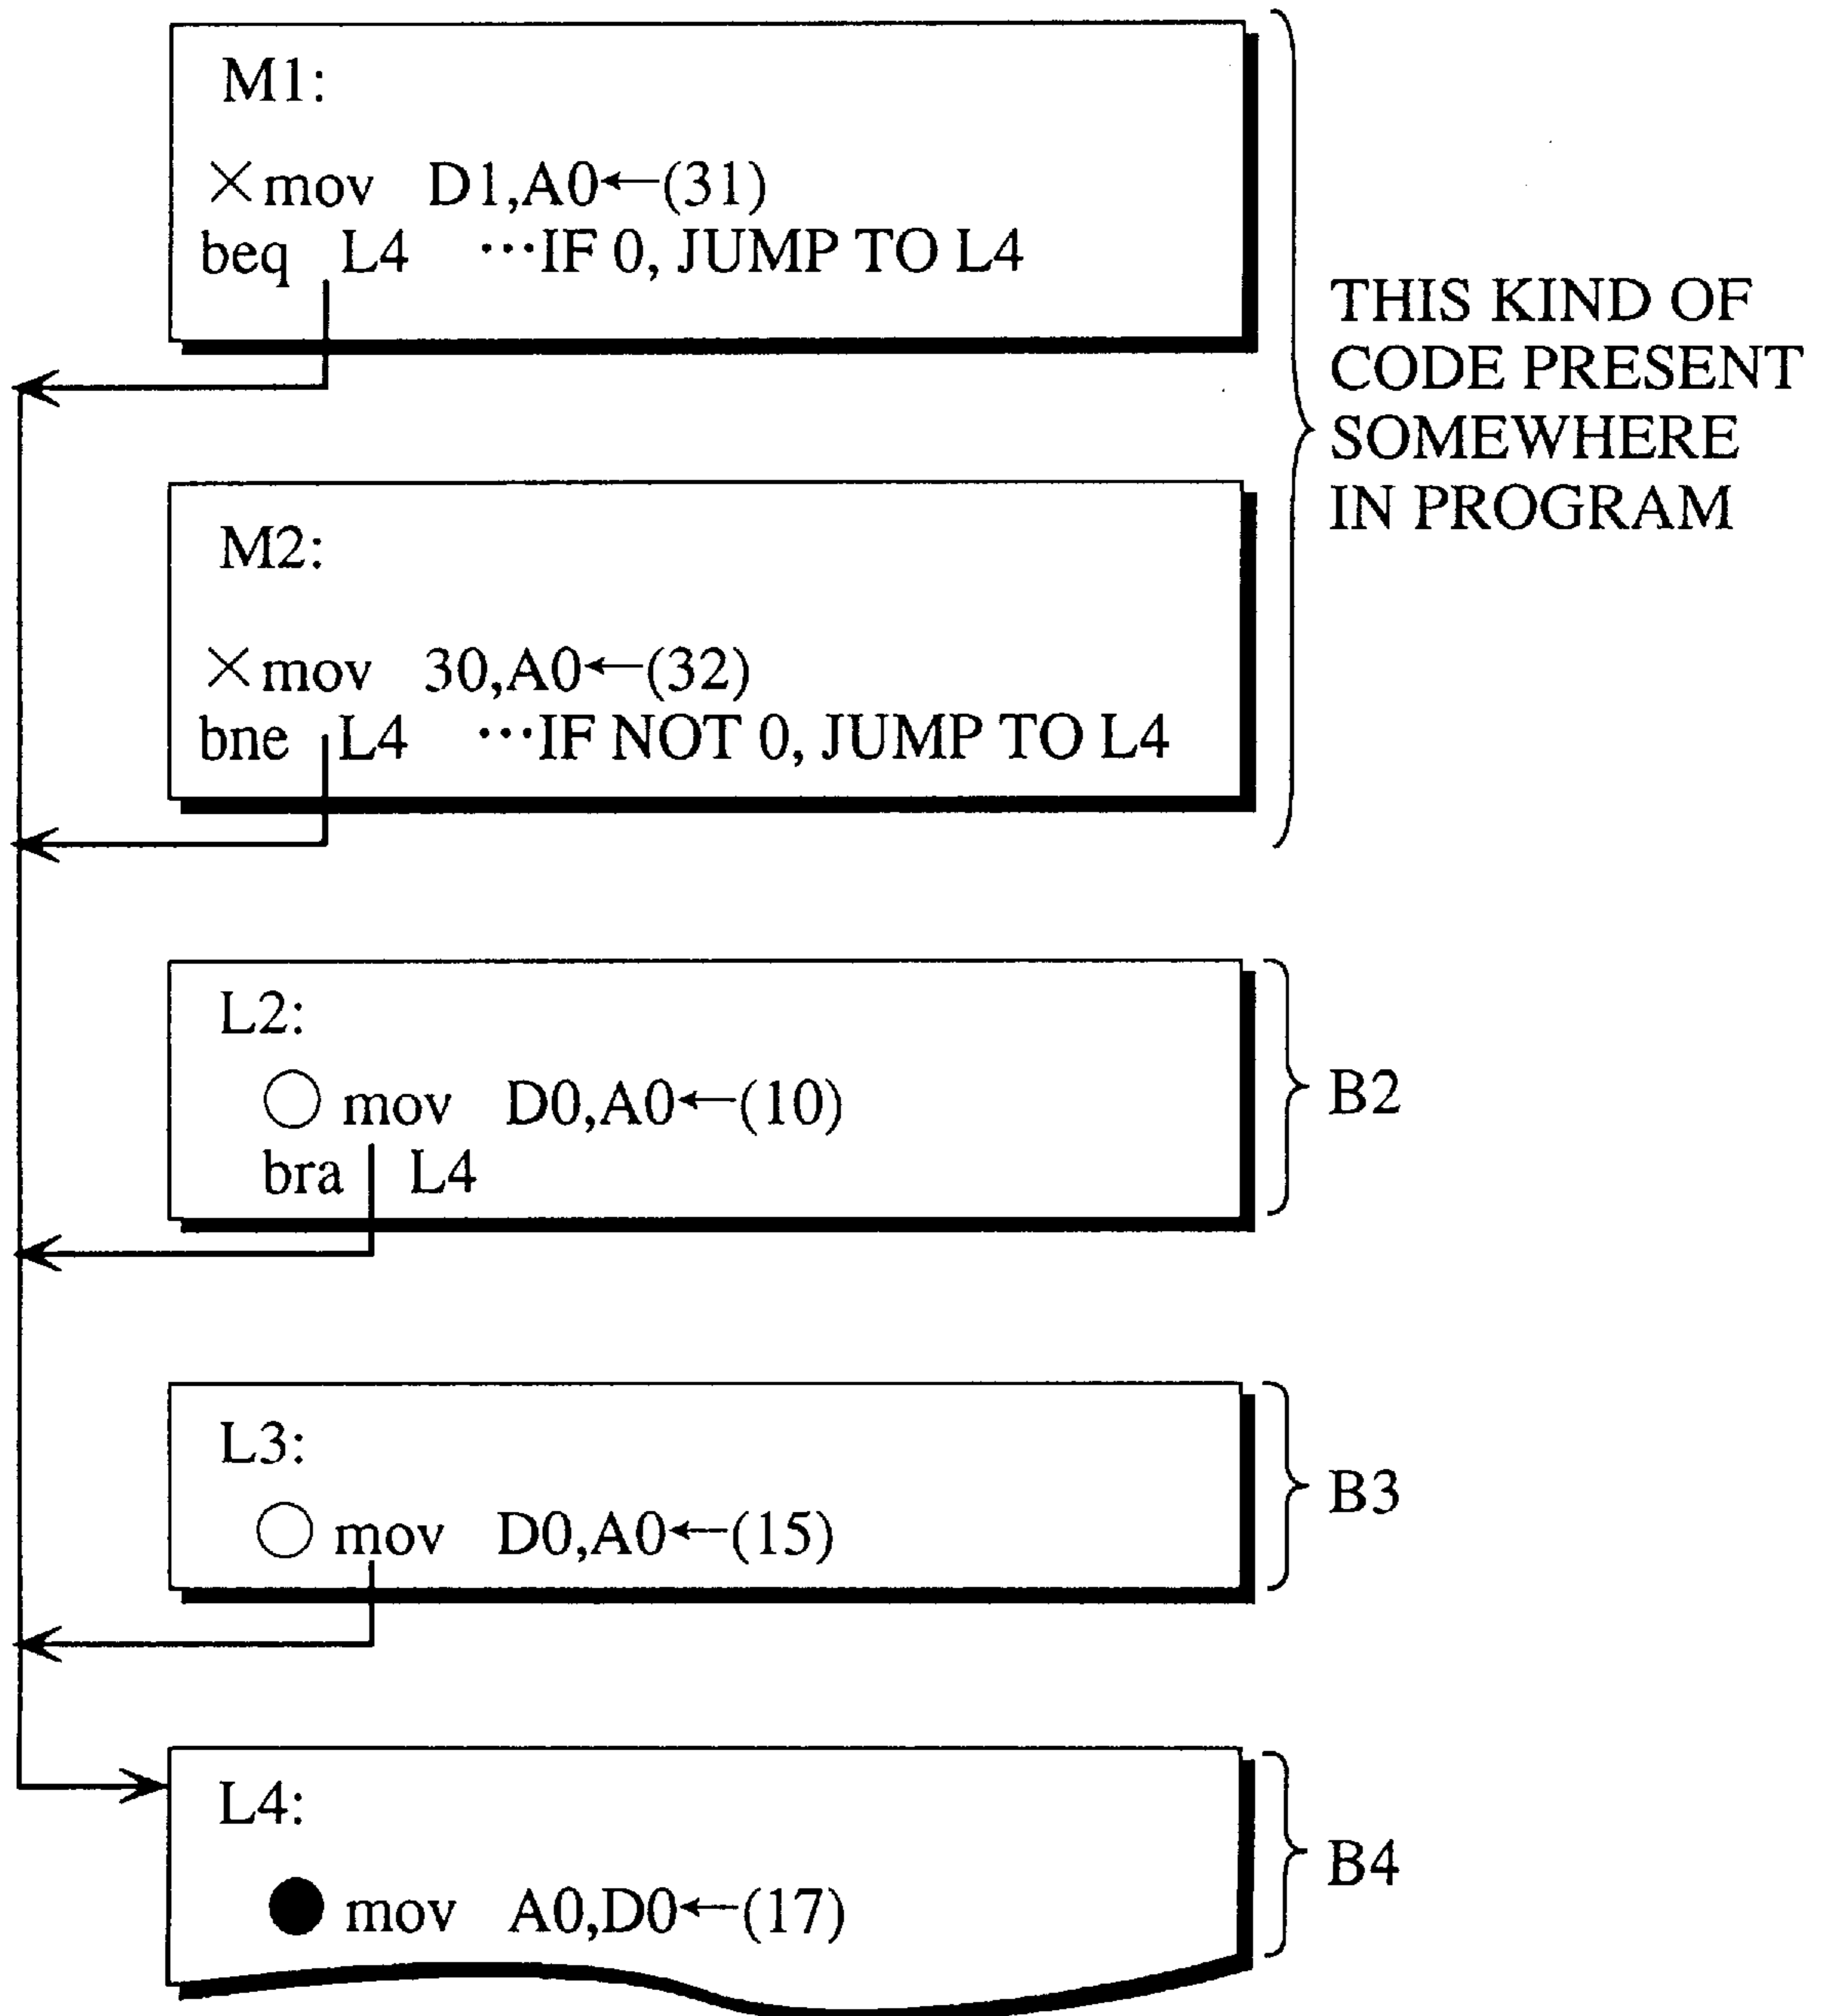 M1:
×mov D1,A0←(31)
beq L4 ···IF 0, JUMP TO L4
THIS KIND OF
CODE PRESENT
SOMEWHERE
IN PROGRAM
M2:
×mov 30,A0←(32)
bne L4 ···IF NOT 0, JUMP TO L4
L2:
○ mov D0,A0←(10)
bra L4
B2
L3:
○ mov D0,A0←(15)
B3
L4:
● mov A0,D0←(17)
B4